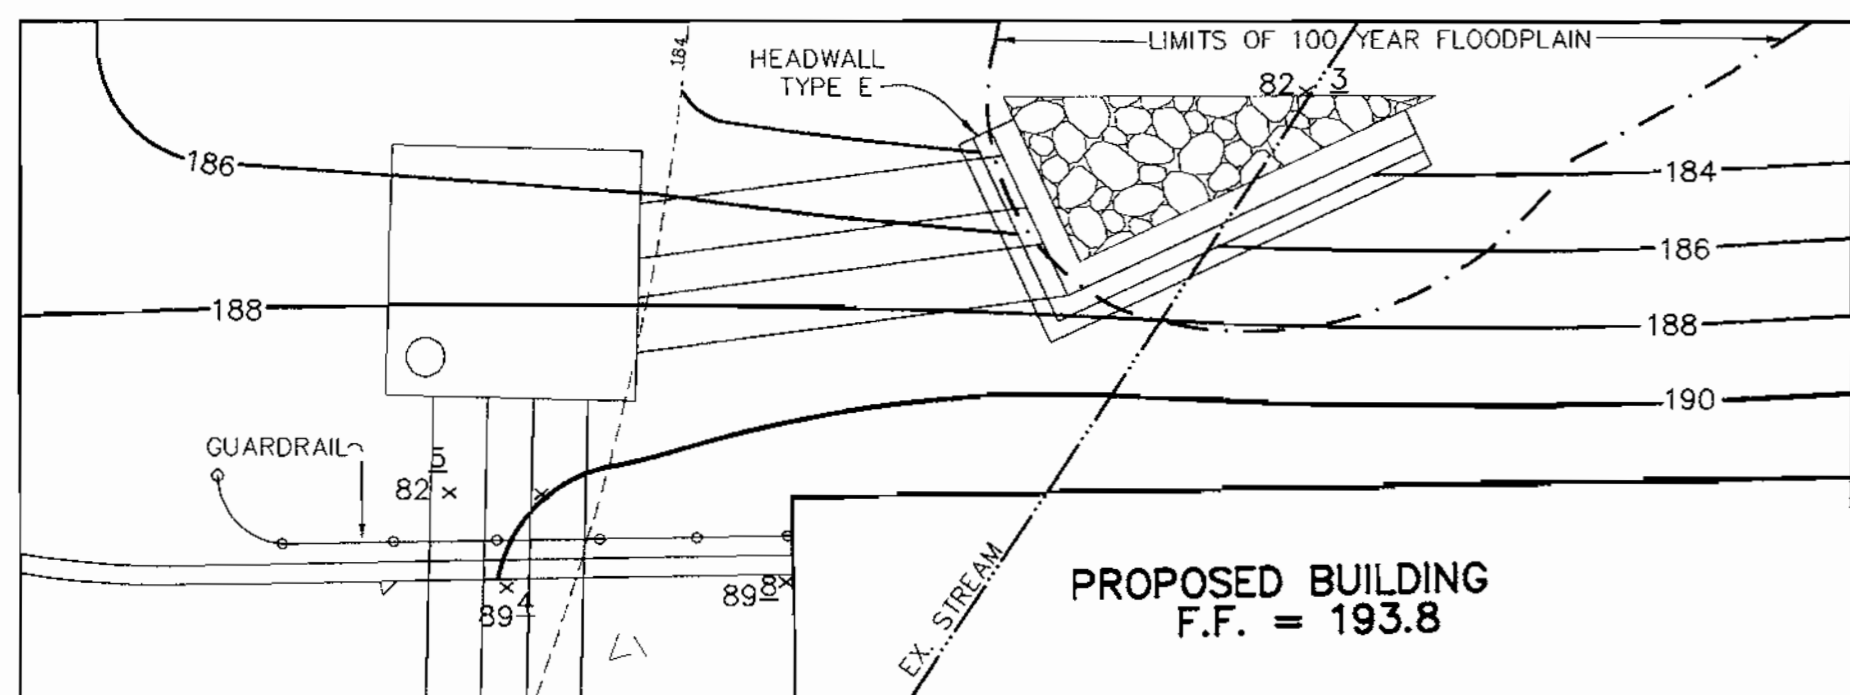 184
HEADWALL
TYPE E
LIMITS OF 100 YEAR FLOODPLAIN
82 3
186
184
186
188
188
190
GUARDRAIL
82 5
89 4
89 8
EX. STREAM
PROPOSED BUILDING
F.F. = 193.8